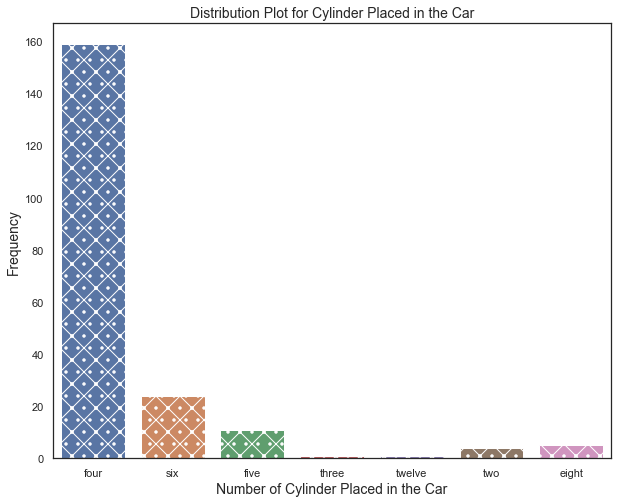 Distribution Plot for Cylinder Placed in the Car
Frequency
160
140
120
100
80
60
40
20
0
four six five three twelve two eight
Number of Cylinder Placed in the Car